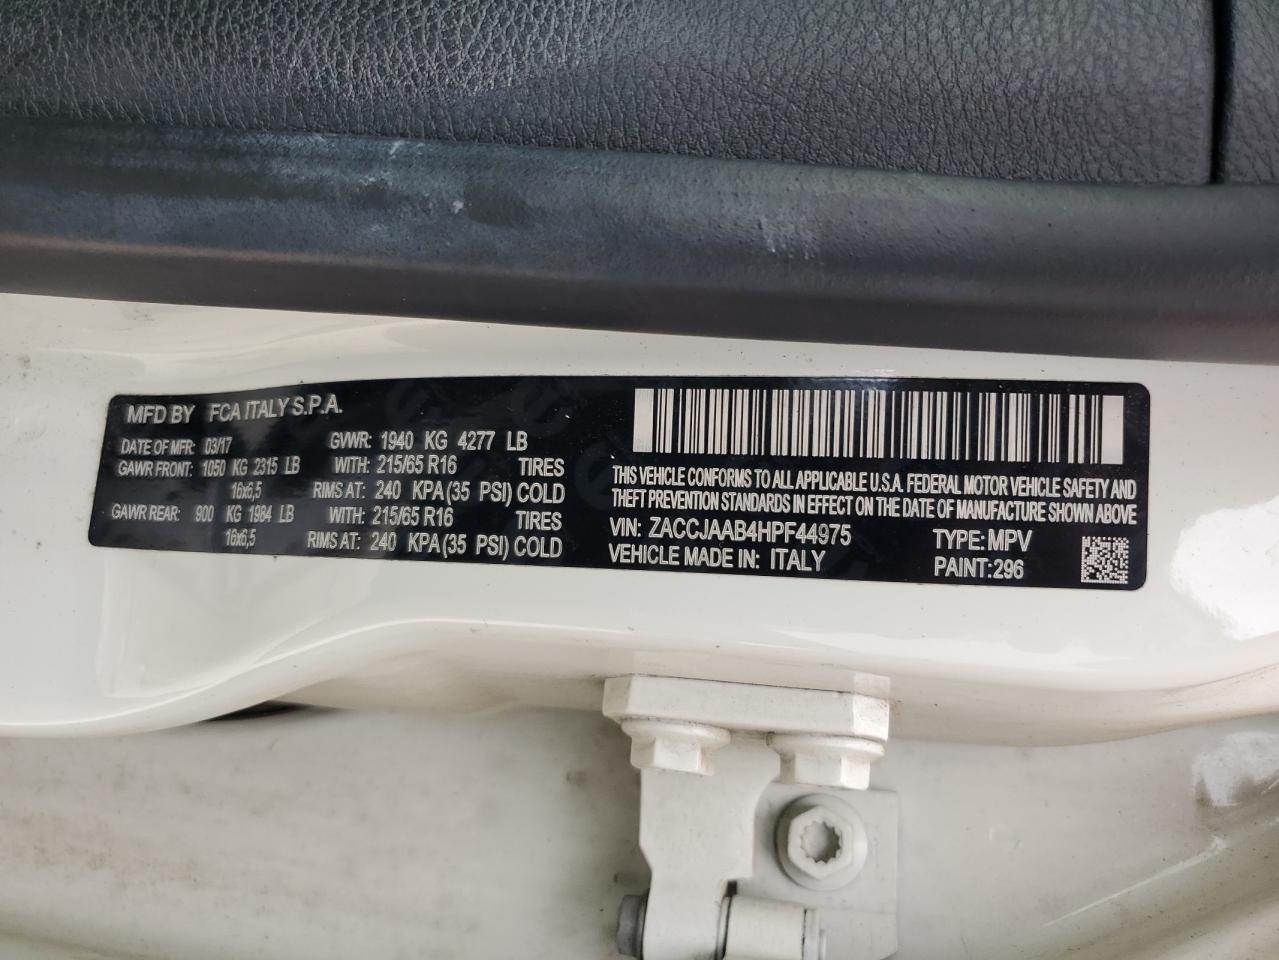 MFD BY FCA ITALY S.P.A.
DATE OF MFR: 03/17 GVWR: 1940 KG 4277 LB
GAWR FRONT: 1050 KG 2315 LB WITH: 215/65 R16 TIRES
16x6,5 RIMS AT: 240 KPA (35 PSI) COLD
GAWR REAR: 900 KG 1984 LB WITH: 215/65 R16 TIRES
16x6,5 RIMS AT: 240 KPA (35 PSI) COLD
THIS VEHICLE CONFORMS TO ALL APPLICABLE U.S.A. FEDERAL MOTOR VEHICLE SAFETY AND
THEFT PREVENTION STANDARDS IN EFFECT ON THE DATE OF MANUFACTURE SHOWN ABOVE
VIN: ZACCJAAB4HPF44975 TYPE: MPV
VEHICLE MADE IN: ITALY PAINT: 296